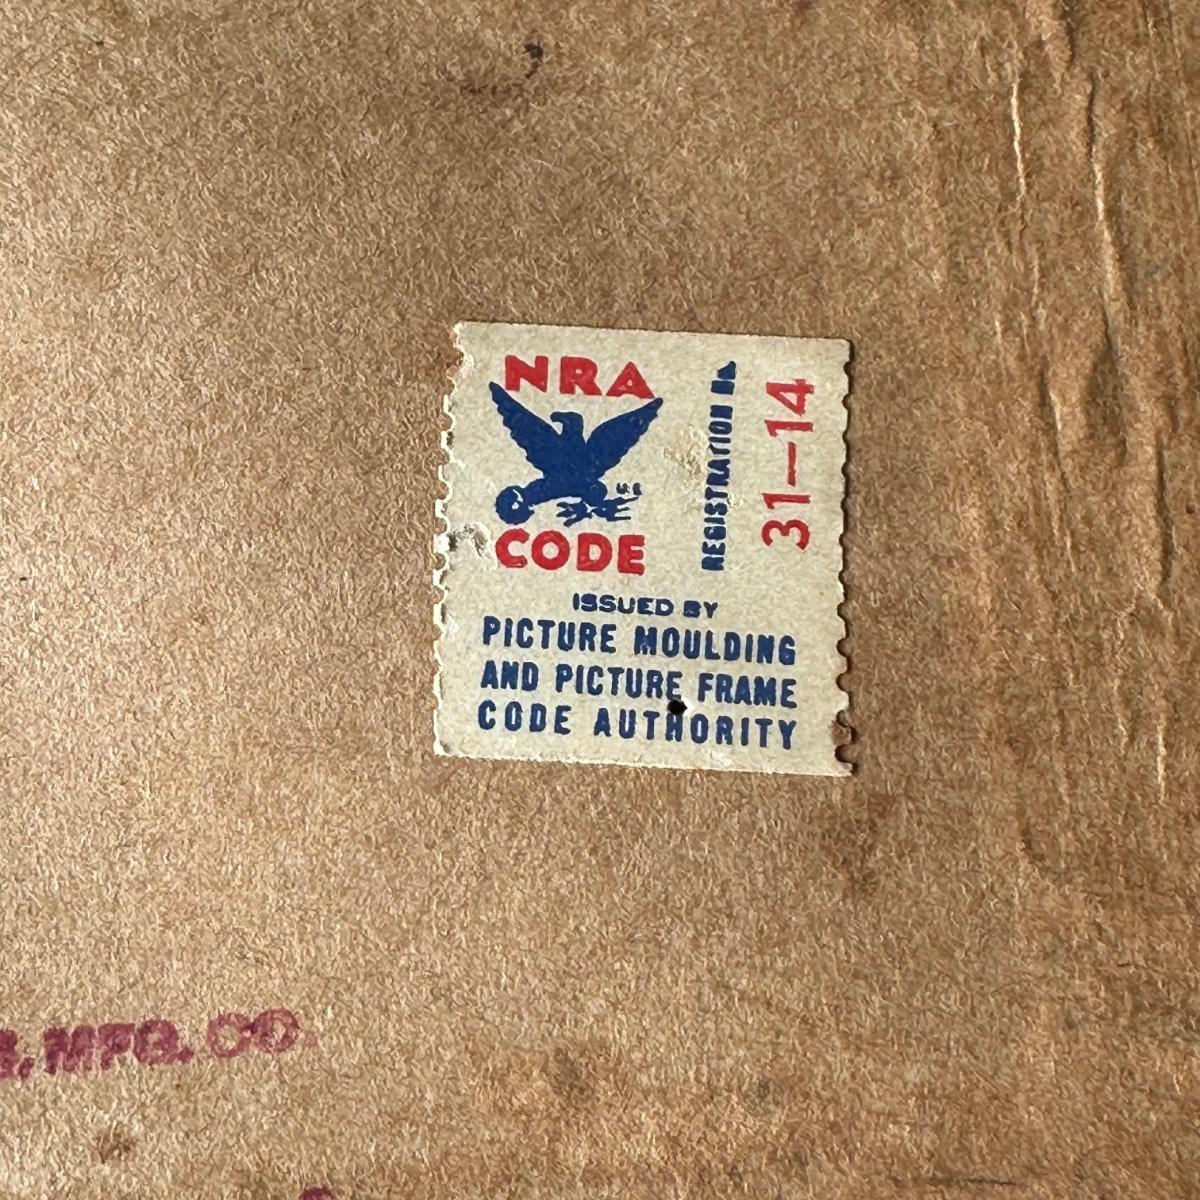 NRA
U.S.
CODE
REGISTRATION No.
31-14
ISSUED BY
PICTURE MOULDING
AND PICTURE FRAME
CODE AUTHORITY
MFG. CO.